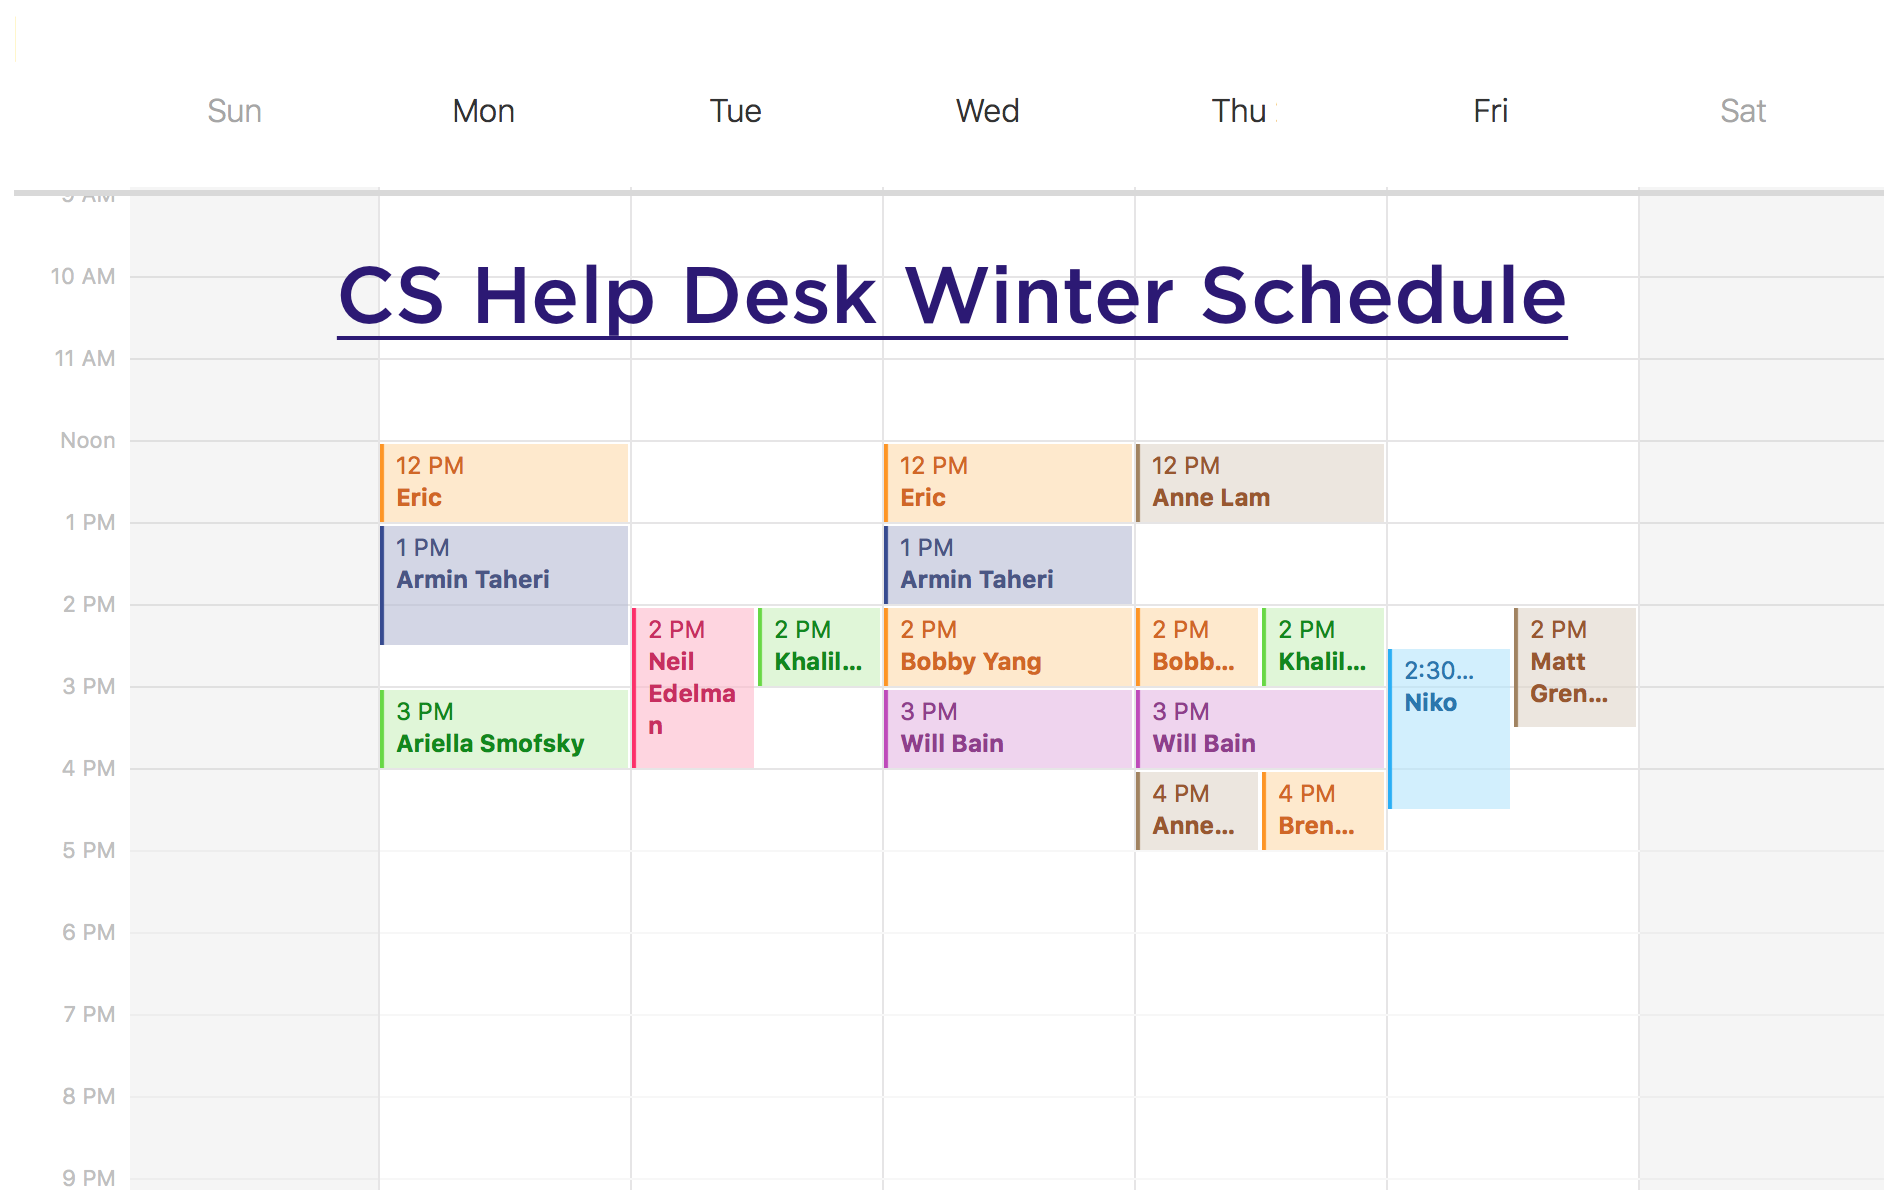 Sun Mon Tue Wed Thu Fri Sat
9 AM
10 AM
CS Help Desk Winter Schedule
11 AM
Noon
12 PM
Eric
12 PM
Eric
12 PM
Anne Lam
1 PM
1 PM
Armin Taheri
1 PM
Armin Taheri
2 PM
2 PM
Neil
Edelma
n
2 PM
Khalil...
2 PM
Bobby Yang
2 PM
Bobb...
2 PM
Khalil...
2:30...
Niko
2 PM
Matt
Gren...
3 PM
3 PM
Ariella Smofsky
3 PM
Will Bain
3 PM
Will Bain
4 PM
4 PM
Anne...
4 PM
Bren...
5 PM
6 PM
7 PM
8 PM
9 PM